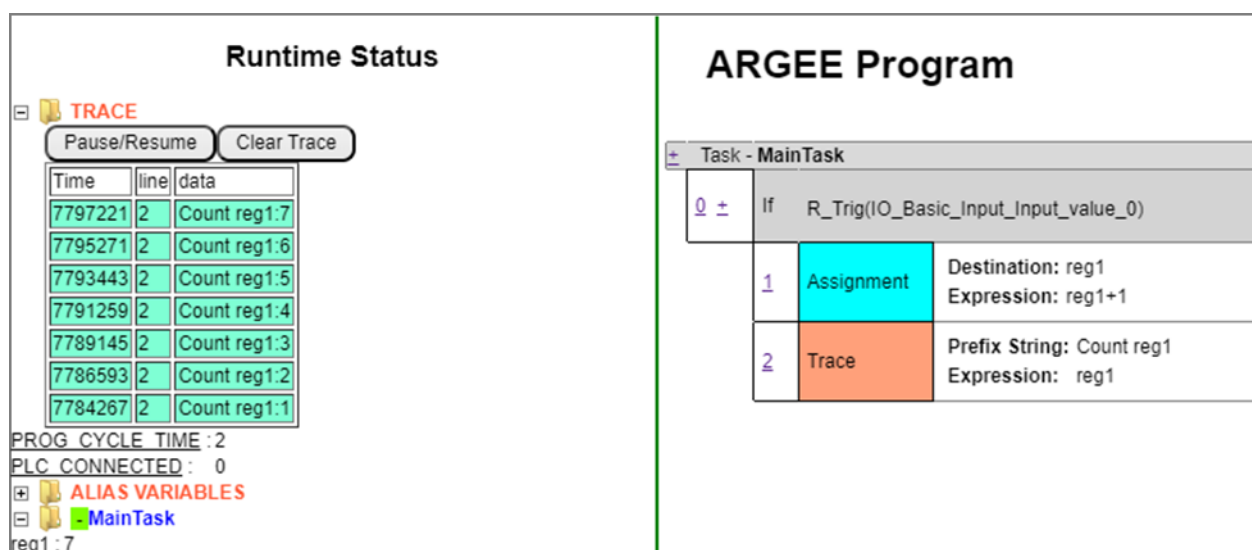 Runtime Status
TRACE
Pause/Resume Clear Trace
Time line data
7797221 2 Count reg1:7
7795271 2 Count reg1:6
7793443 2 Count reg1:5
7791259 2 Count reg1:4
7789145 2 Count reg1:3
7786593 2 Count reg1:2
7784267 2 Count reg1:1
PROG_CYCLE_TIME : 2
PLC_CONNECTED : 0
ALIAS VARIABLES
- MainTask
reg1 : 7
ARGEE Program
+ Task - MainTask
0 + If R_Trig(IO_Basic_Input_Input_value_0)
1 Assignment Destination: reg1
Expression: reg1+1
2 Trace Prefix String: Count reg1
Expression: reg1